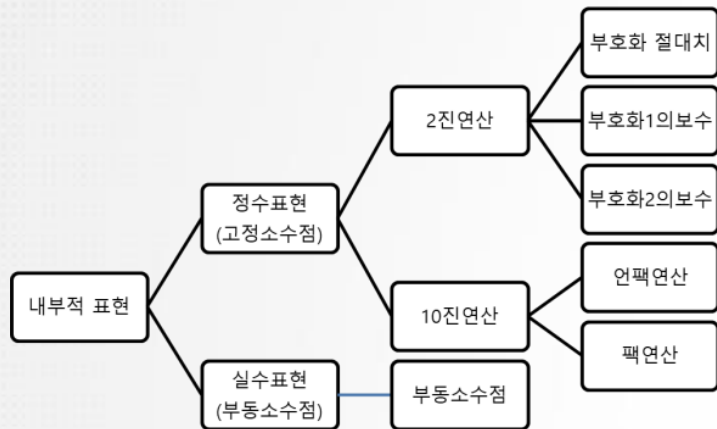 부호화 절대치
2진연산
부호화1의보수
부호화2의보수
정수표현
(고정소수점)
언팩연산
내부적 표현
10진연산
팩연산
실수표현
(부동소수점)
부동소수점